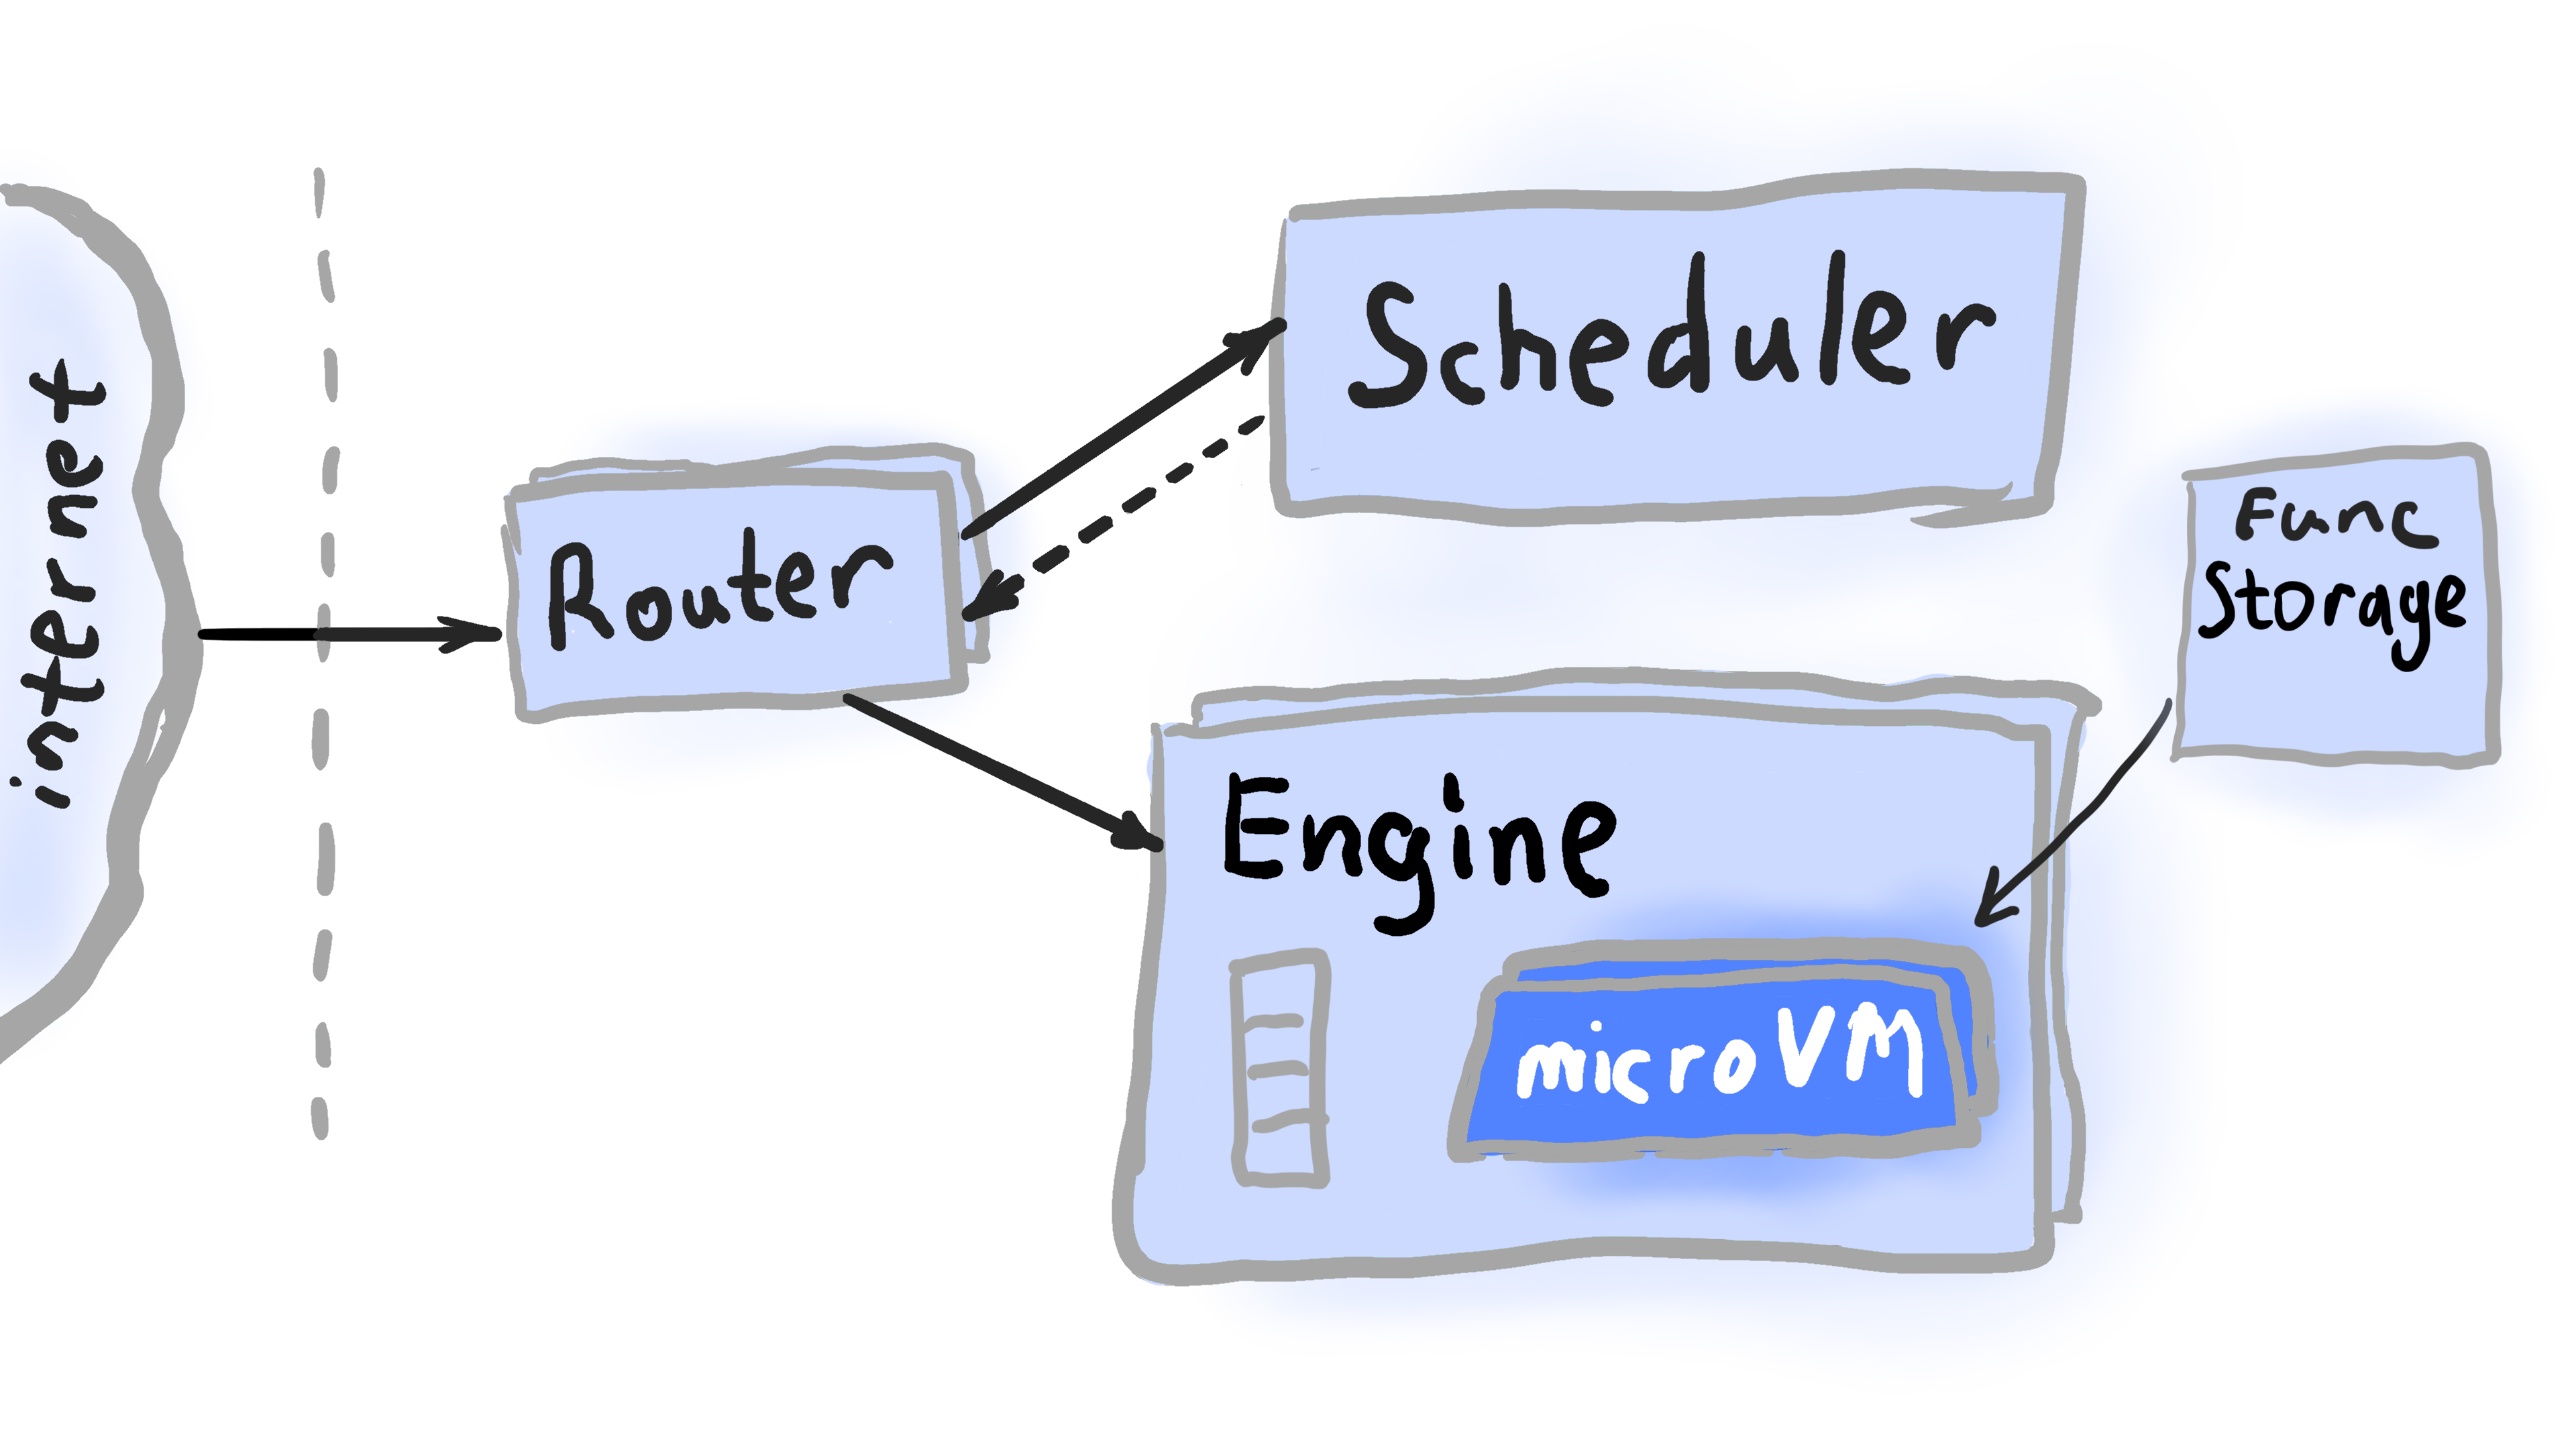 internet
Router
Scheduler
Func
Storage
Engine
microVM